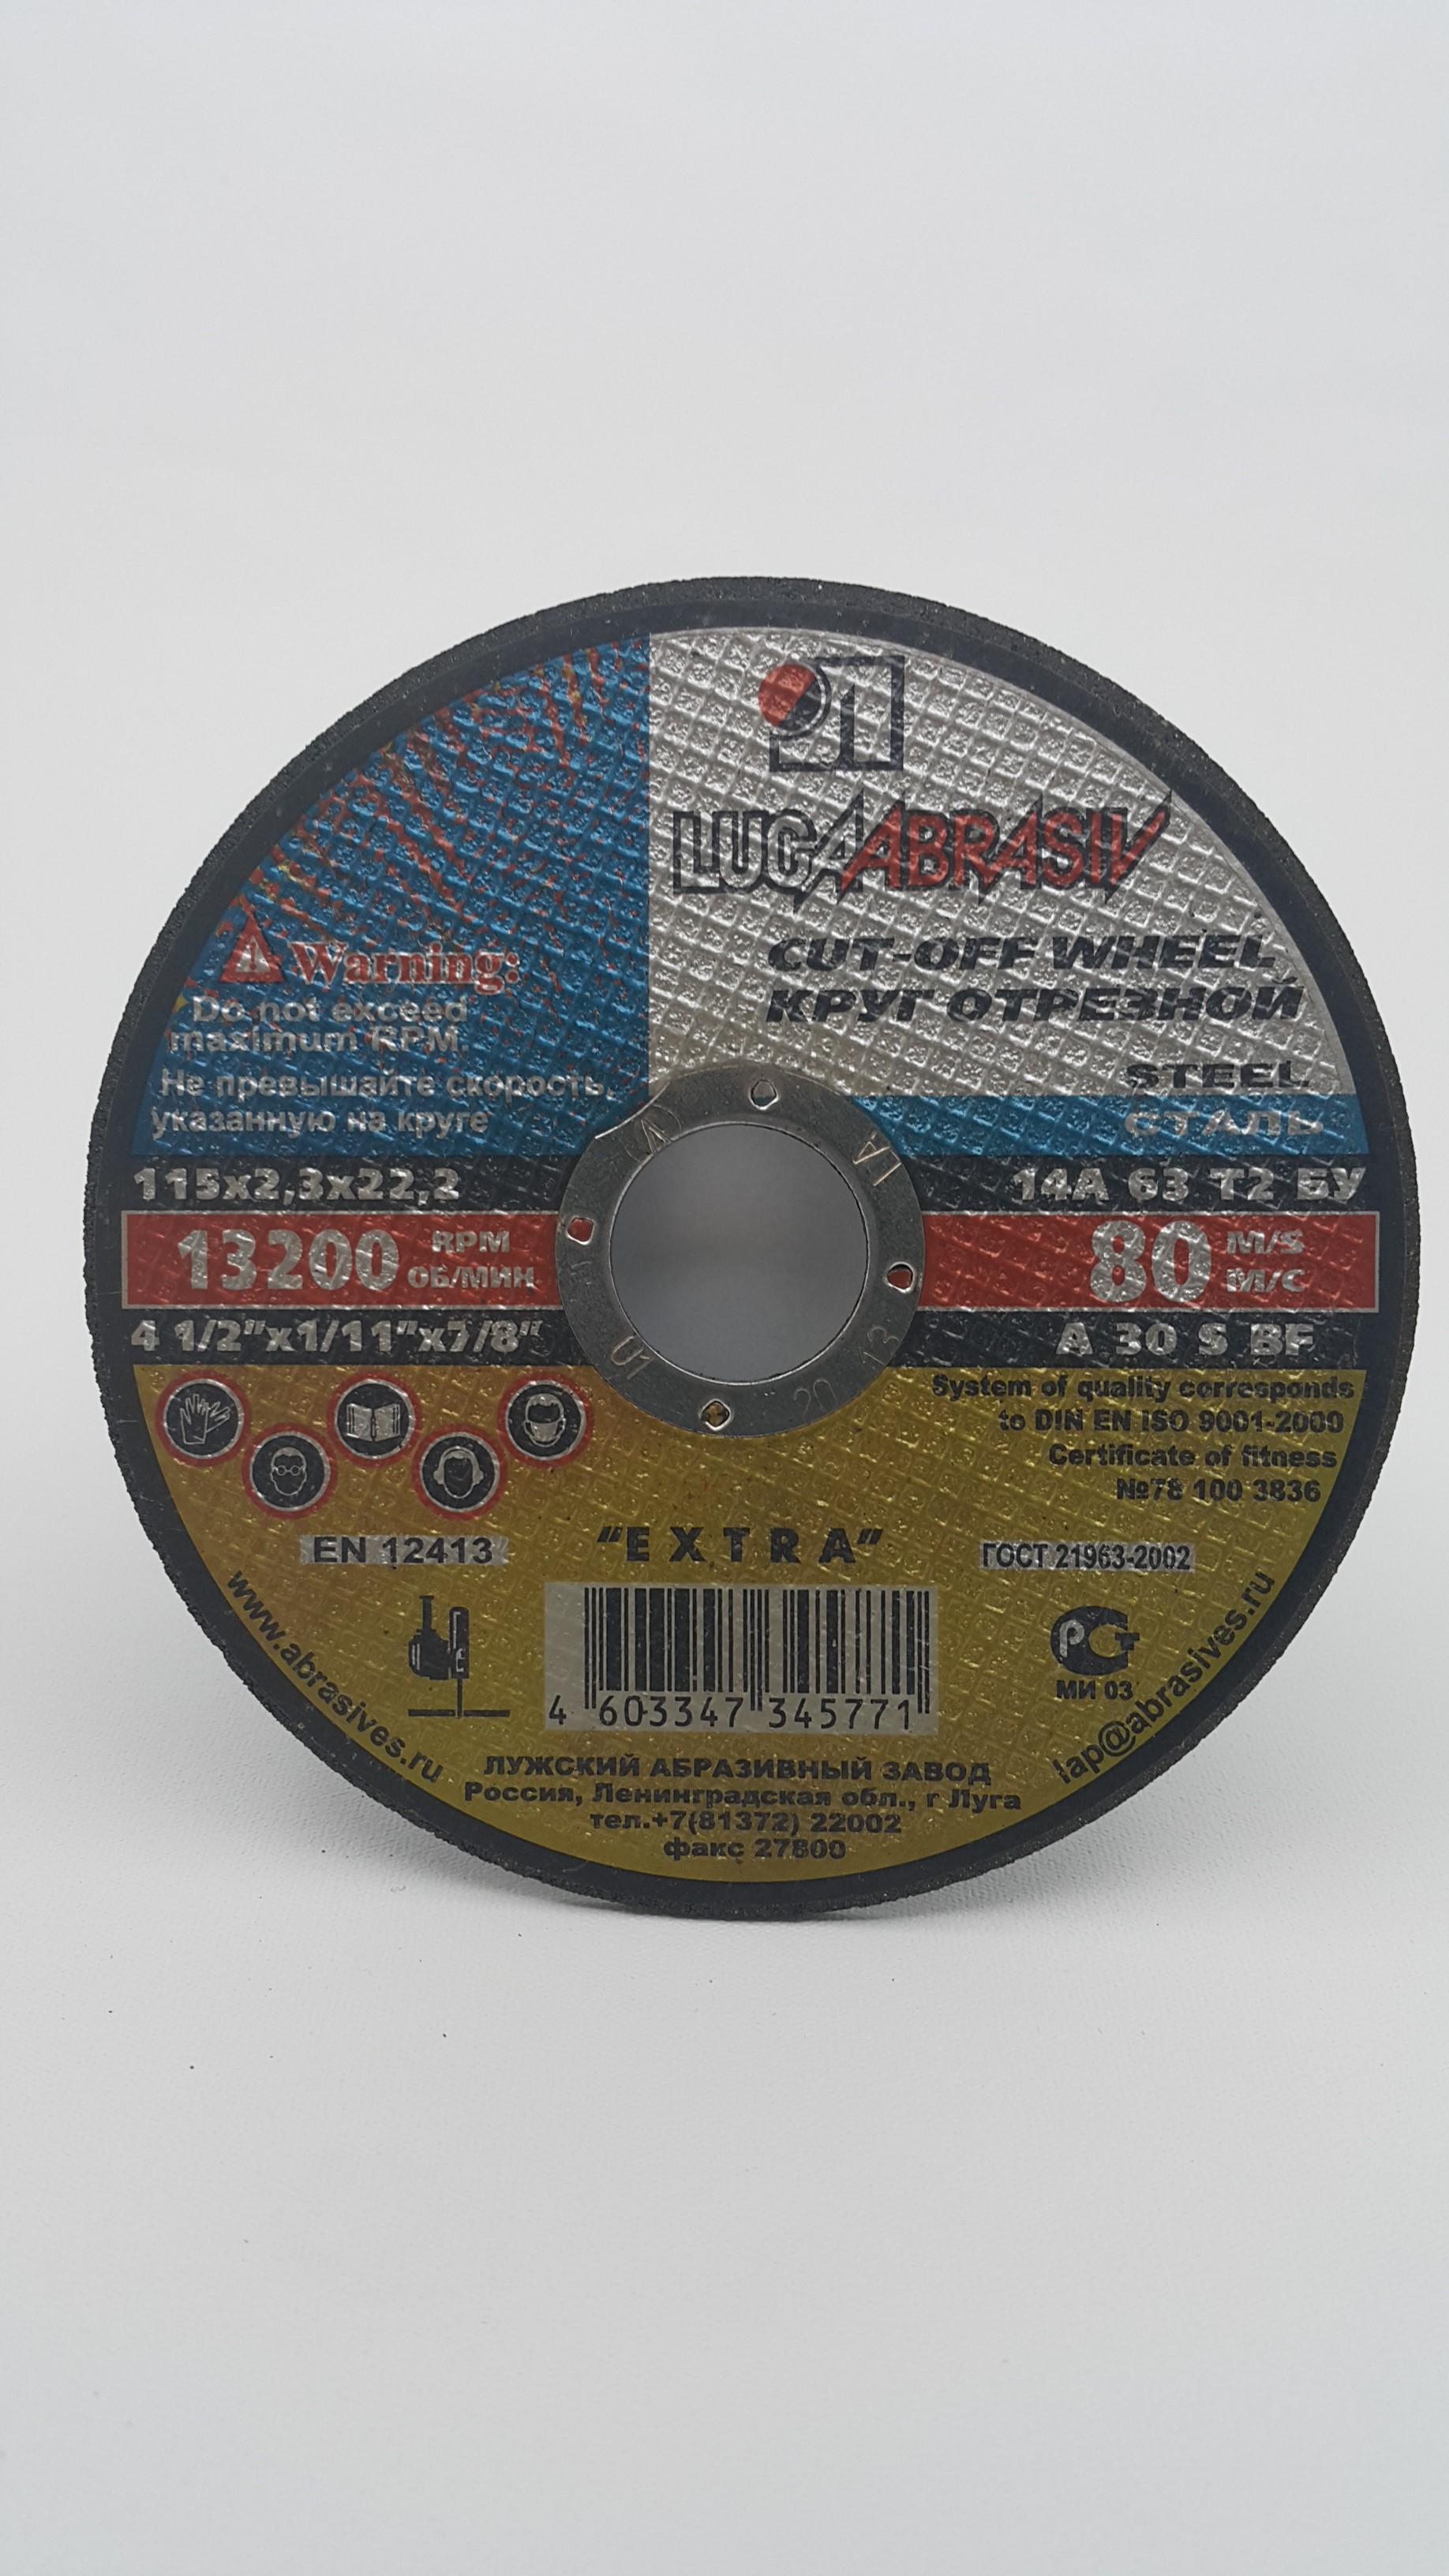 LUGAABRASIV
CUT-OFF WHEEL
КРУГ ОТРЕЗНОЙ
STEEL
СТАЛЬ
Warning:
Do not exceed
maximum RPM.
Не превышайте скорость,
указанную на круге
115x2,3x22,2
14А 63 Т2 БУ
13200 RPM
ОБ/МИН
80 M/S
М/С
4 1/2"x1/11"x7/8"
A 30 S BF
System of quality corresponds
to DIN EN ISO 9001-2000
Certificate of fitness
№78 100 3836
EN 12413
"EXTRA"
ГОСТ 21963-2002
www.abrasives.ru
lap@abrasives.ru
МИ 03
4 603347 345771
ЛУЖСКИЙ АБРАЗИВНЫЙ ЗАВОД
Россия, Ленинградская обл., г Луга
тел.+7(81372) 22002
факс 27800